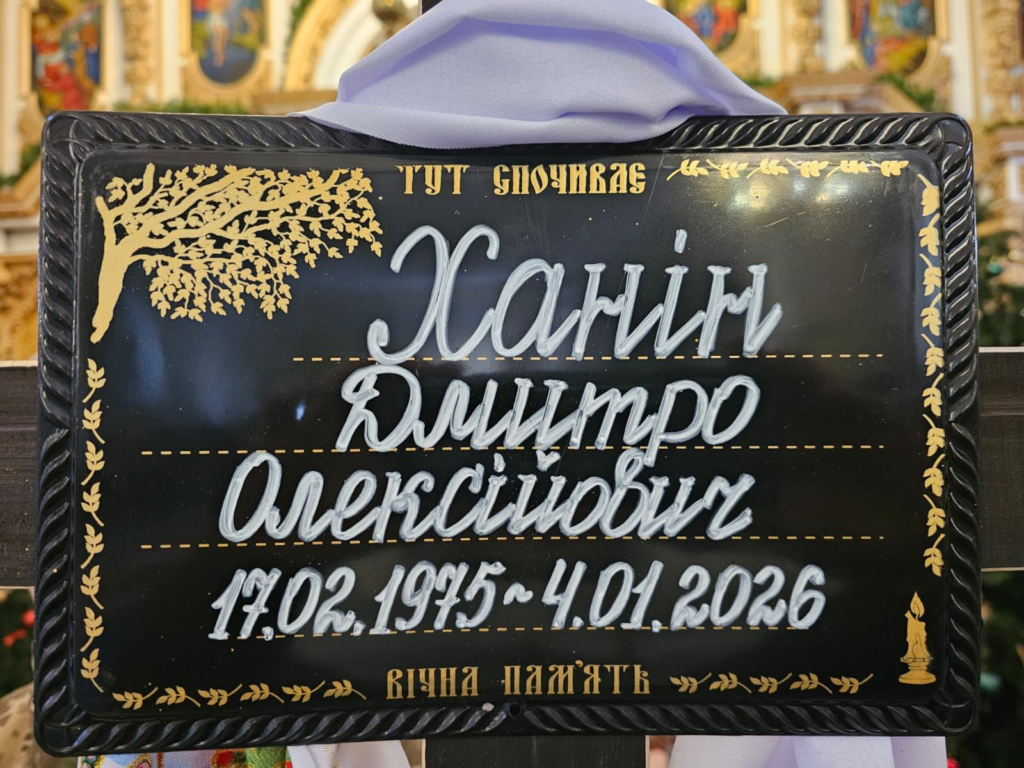 ТУТ СПОЧИВАЄ
Ханін
Дмитро
Олексійович
17.02.1975~4.01.2026
ВІЧНА ПАМ'ЯТЬ